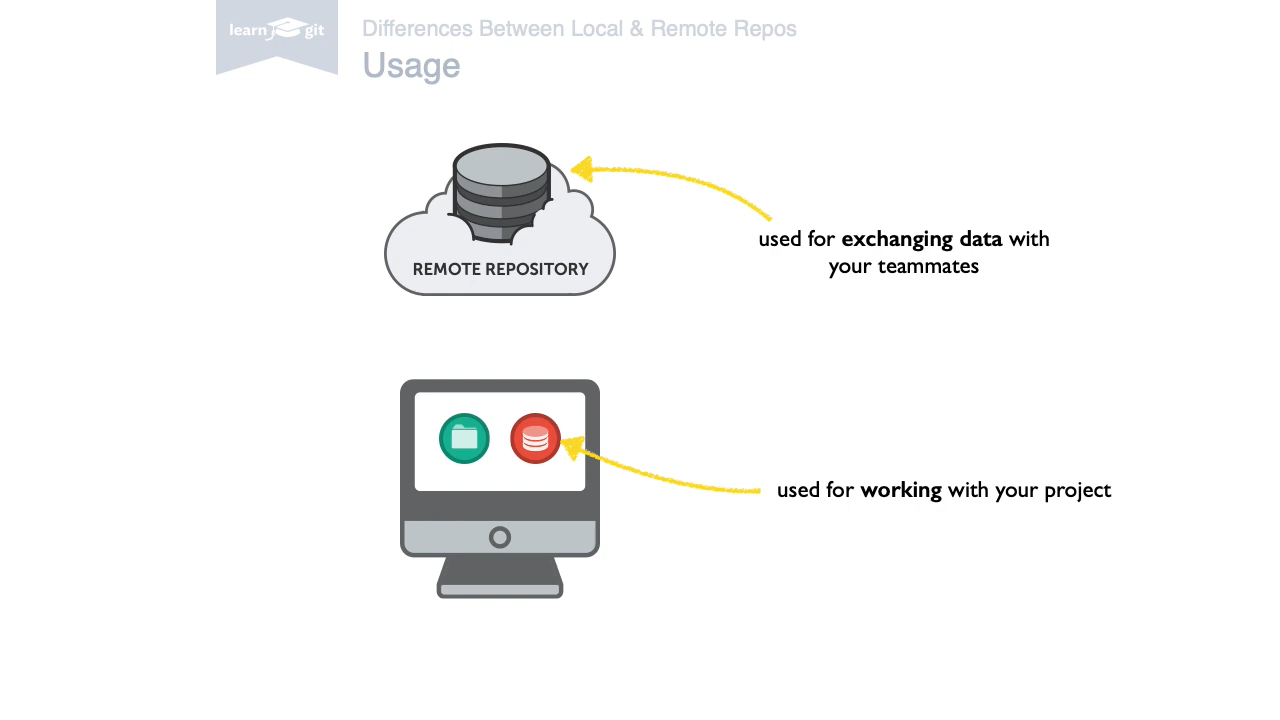 learn git
Differences Between Local & Remote Repos
Usage
REMOTE REPOSITORY
used for exchanging data with
your teammates
used for working with your project